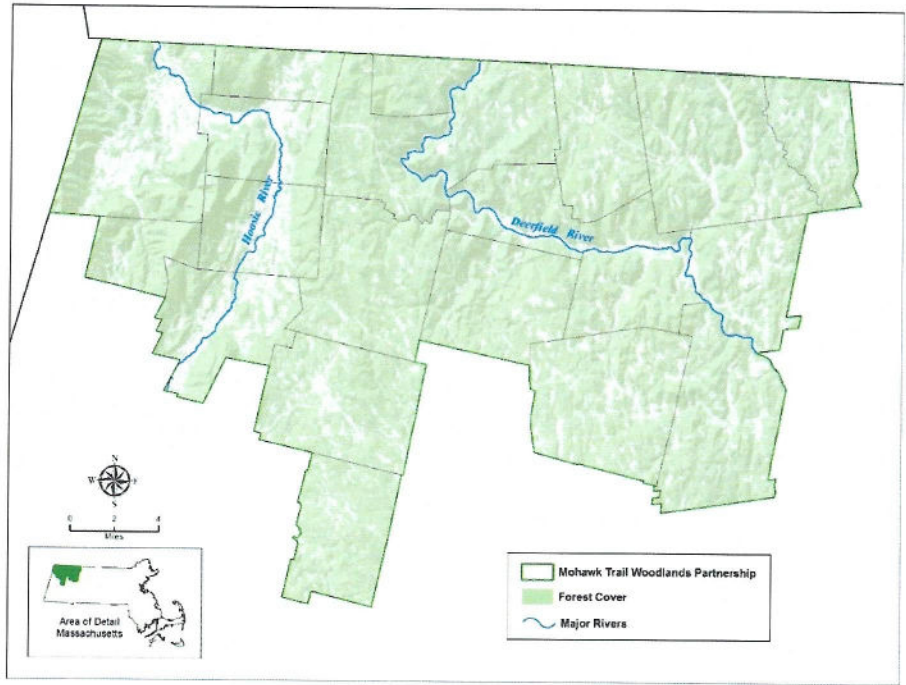 Hoosic River
Deerfield River
N
W
E
S
0 2 4
Miles
Area of Detail
Massachusetts
Mohawk Trail Woodlands Partnership
Forest Cover
Major Rivers